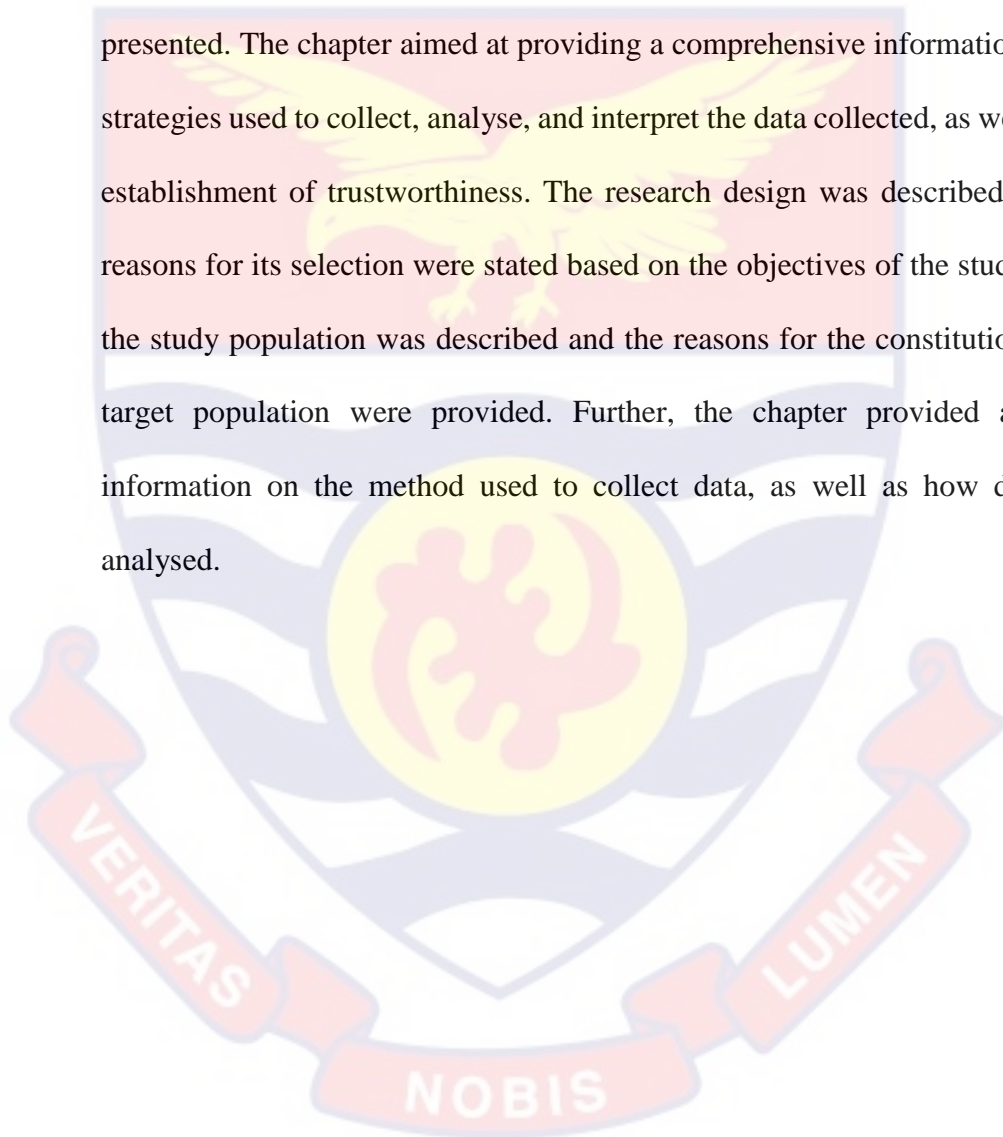 presented. The chapter aimed at providing a comprehensive informatio
strategies used to collect, analyse, and interpret the data collected, as w
establishment of trustworthiness. The research design was described
reasons for its selection were stated based on the objectives of the stud
the study population was described and the reasons for the constitutio
target population were provided. Further, the chapter provided a
information on the method used to collect data, as well as how d
analysed.
VERITAS
NOBIS
LUMEN